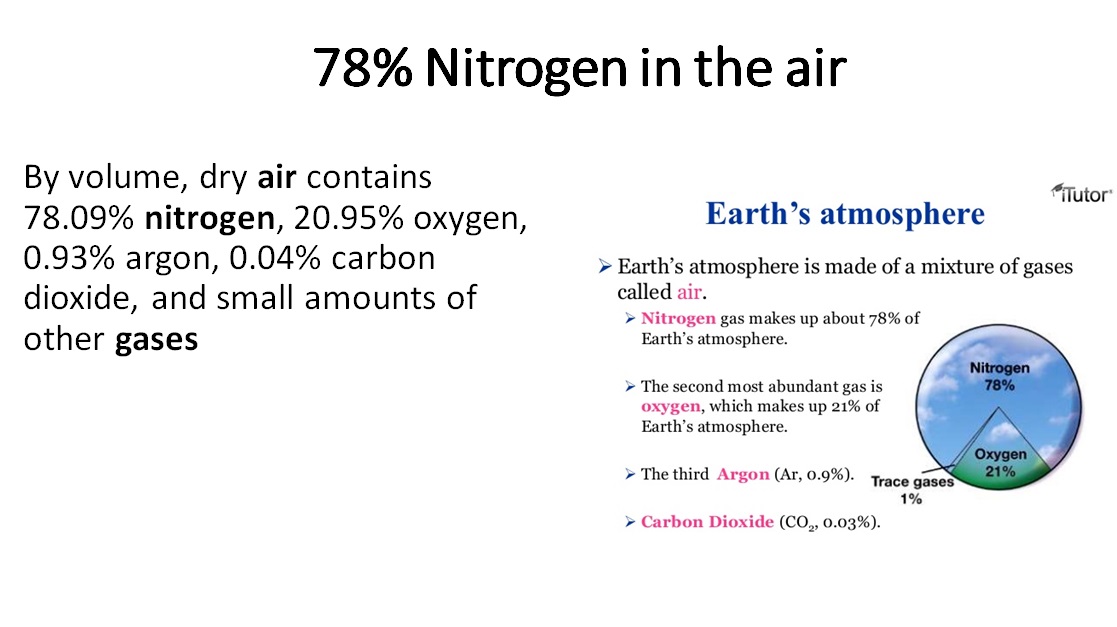 78% Nitrogen in the air
By volume, dry air contains
78.09% nitrogen, 20.95% oxygen,
0.93% argon, 0.04% carbon
dioxide, and small amounts of
other gases
iTutor
Earth's atmosphere
➢ Earth's atmosphere is made of a mixture of gases
called air.
➢ Nitrogen gas makes up about 78% of
Earth's atmosphere.
➢ The second most abundant gas is
oxygen, which makes up 21% of
Earth's atmosphere.
➢ The third Argon (Ar, 0.9%).
➢ Carbon Dioxide (CO₂, 0.03%).
Nitrogen
78%
Oxygen
21%
Trace gases
1%